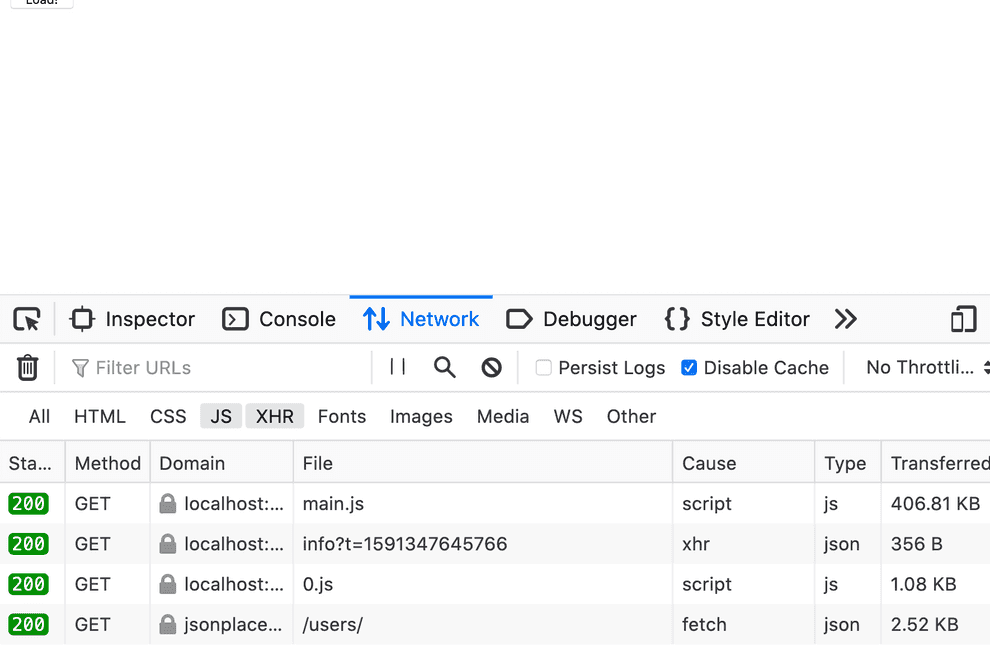 Load!
Inspector Console Network Debugger Style Editor
Filter URLs Persist Logs Disable Cache No Throttli...
All HTML CSS JS XHR Fonts Images Media WS Other
Sta... Method Domain File Cause Type Transferred
200 GET localhost:... main.js script js 406.81 KB
200 GET localhost:... info?t=1591347645766 xhr json 356 B
200 GET localhost:... 0.js script js 1.08 KB
200 GET jsonplace... /users/ fetch json 2.52 KB